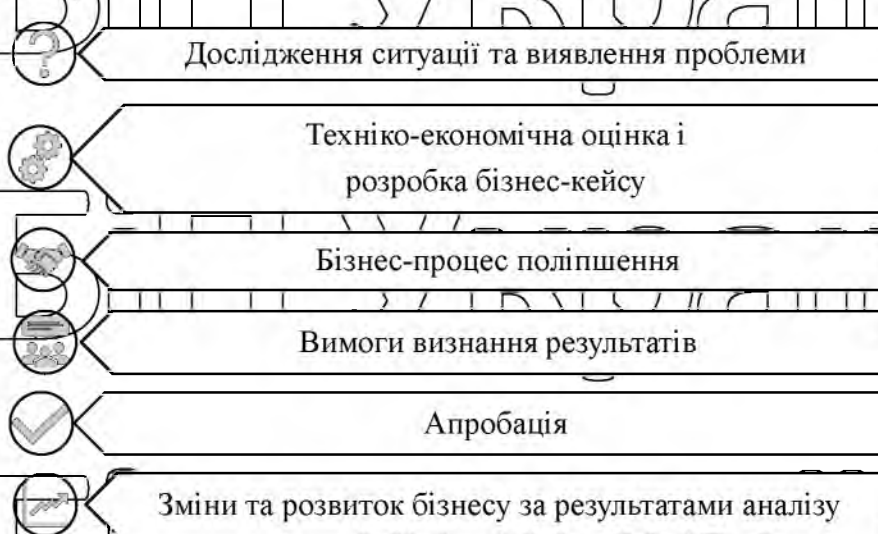 Дослідження ситуації та виявлення проблеми
Техніко-економічна оцінка і
розробка бізнес-кейсу
Бізнес-процес поліпшення
Вимоги визнання результатів
Апробація
Зміни та розвиток бізнесу за результатами аналізу